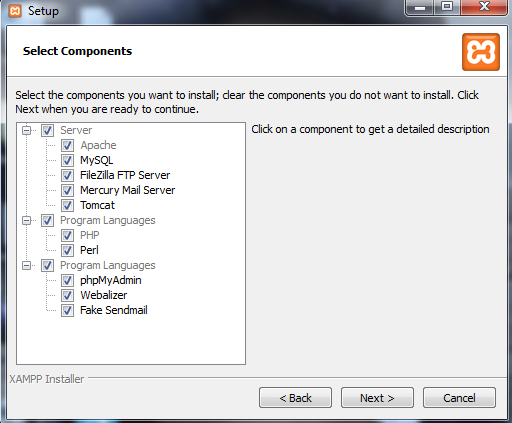 Setup
Select Components
Select the components you want to install; clear the components you do not want to install. Click
Next when you are ready to continue.
Server
Apache
MySQL
FileZilla FTP Server
Mercury Mail Server
Tomcat
Program Languages
PHP
Perl
Program Languages
phpMyAdmin
Webalizer
Fake Sendmail
Click on a component to get a detailed description
XAMPP Installer
< Back
Next >
Cancel